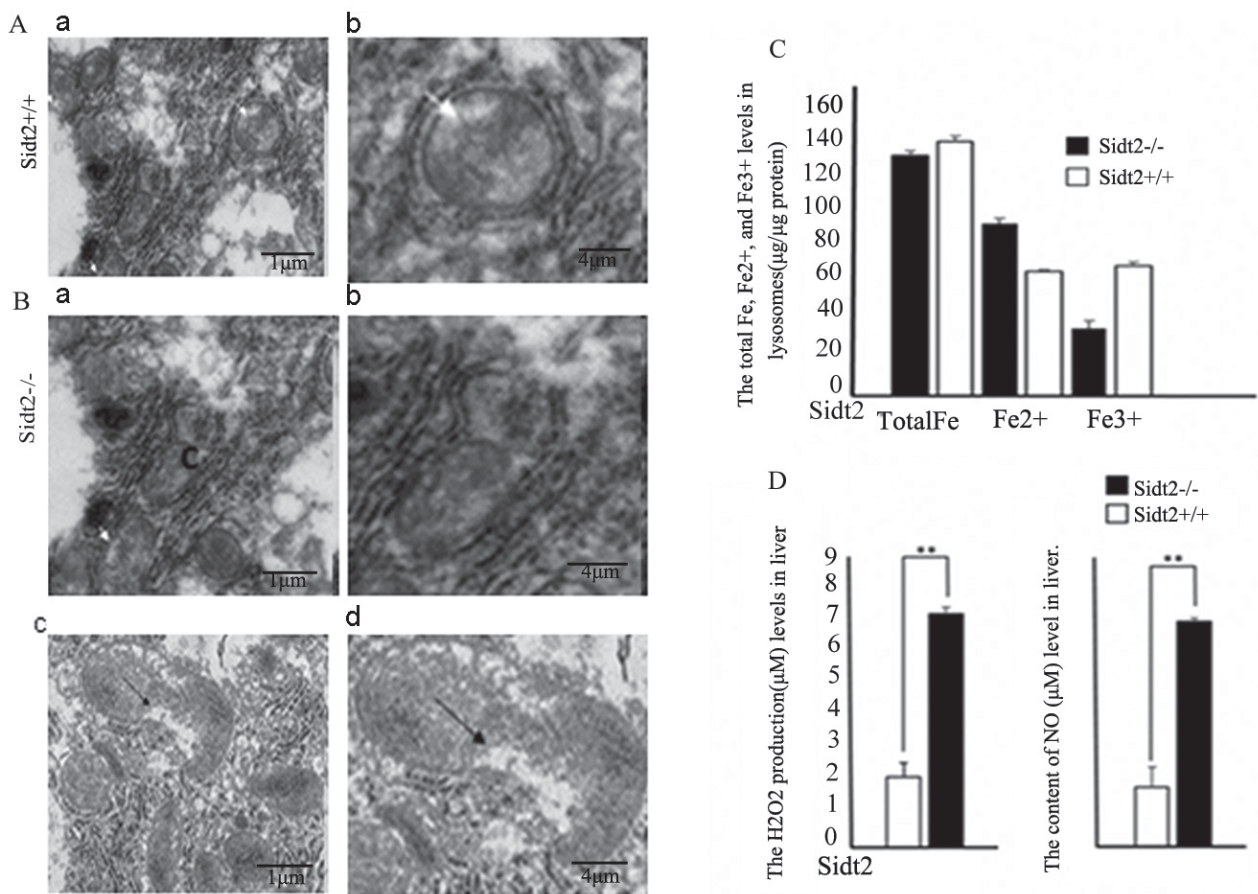 A
a
b
Sidt2+/+
1μm
4μm
B
a
b
Sidt2-/-
C
1μm
4μm
c
d
1μm
4μm
C
The total Fe, Fe2+, and Fe3+ levels in
lysosomes(μg/μg protein)
160
140
120
100
80
60
40
20
0
Sidt2-/-
Sidt2+/+
Sidt2
TotalFe
Fe2+
Fe3+
D
Sidt2-/-
Sidt2+/+
The H2O2 production(μM) levels in liver
9
8
7
6
5
4
3
2
1
0
**
Sidt2
The content of NO (μM) level in liver.
**